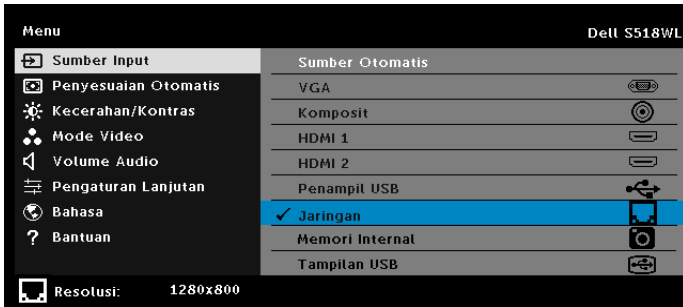 Menu Dell S518WL
Sumber Input
Sumber Otomatis
Penyesuaian Otomatis
VGA
Kecerahan/Kontras
Komposit
Mode Video
HDMI 1
Volume Audio
HDMI 2
Pengaturan Lanjutan
Penampil USB
Bahasa
✓ Jaringan
? Bantuan
Memori Internal
Tampilan USB
Resolusi: 1280x800